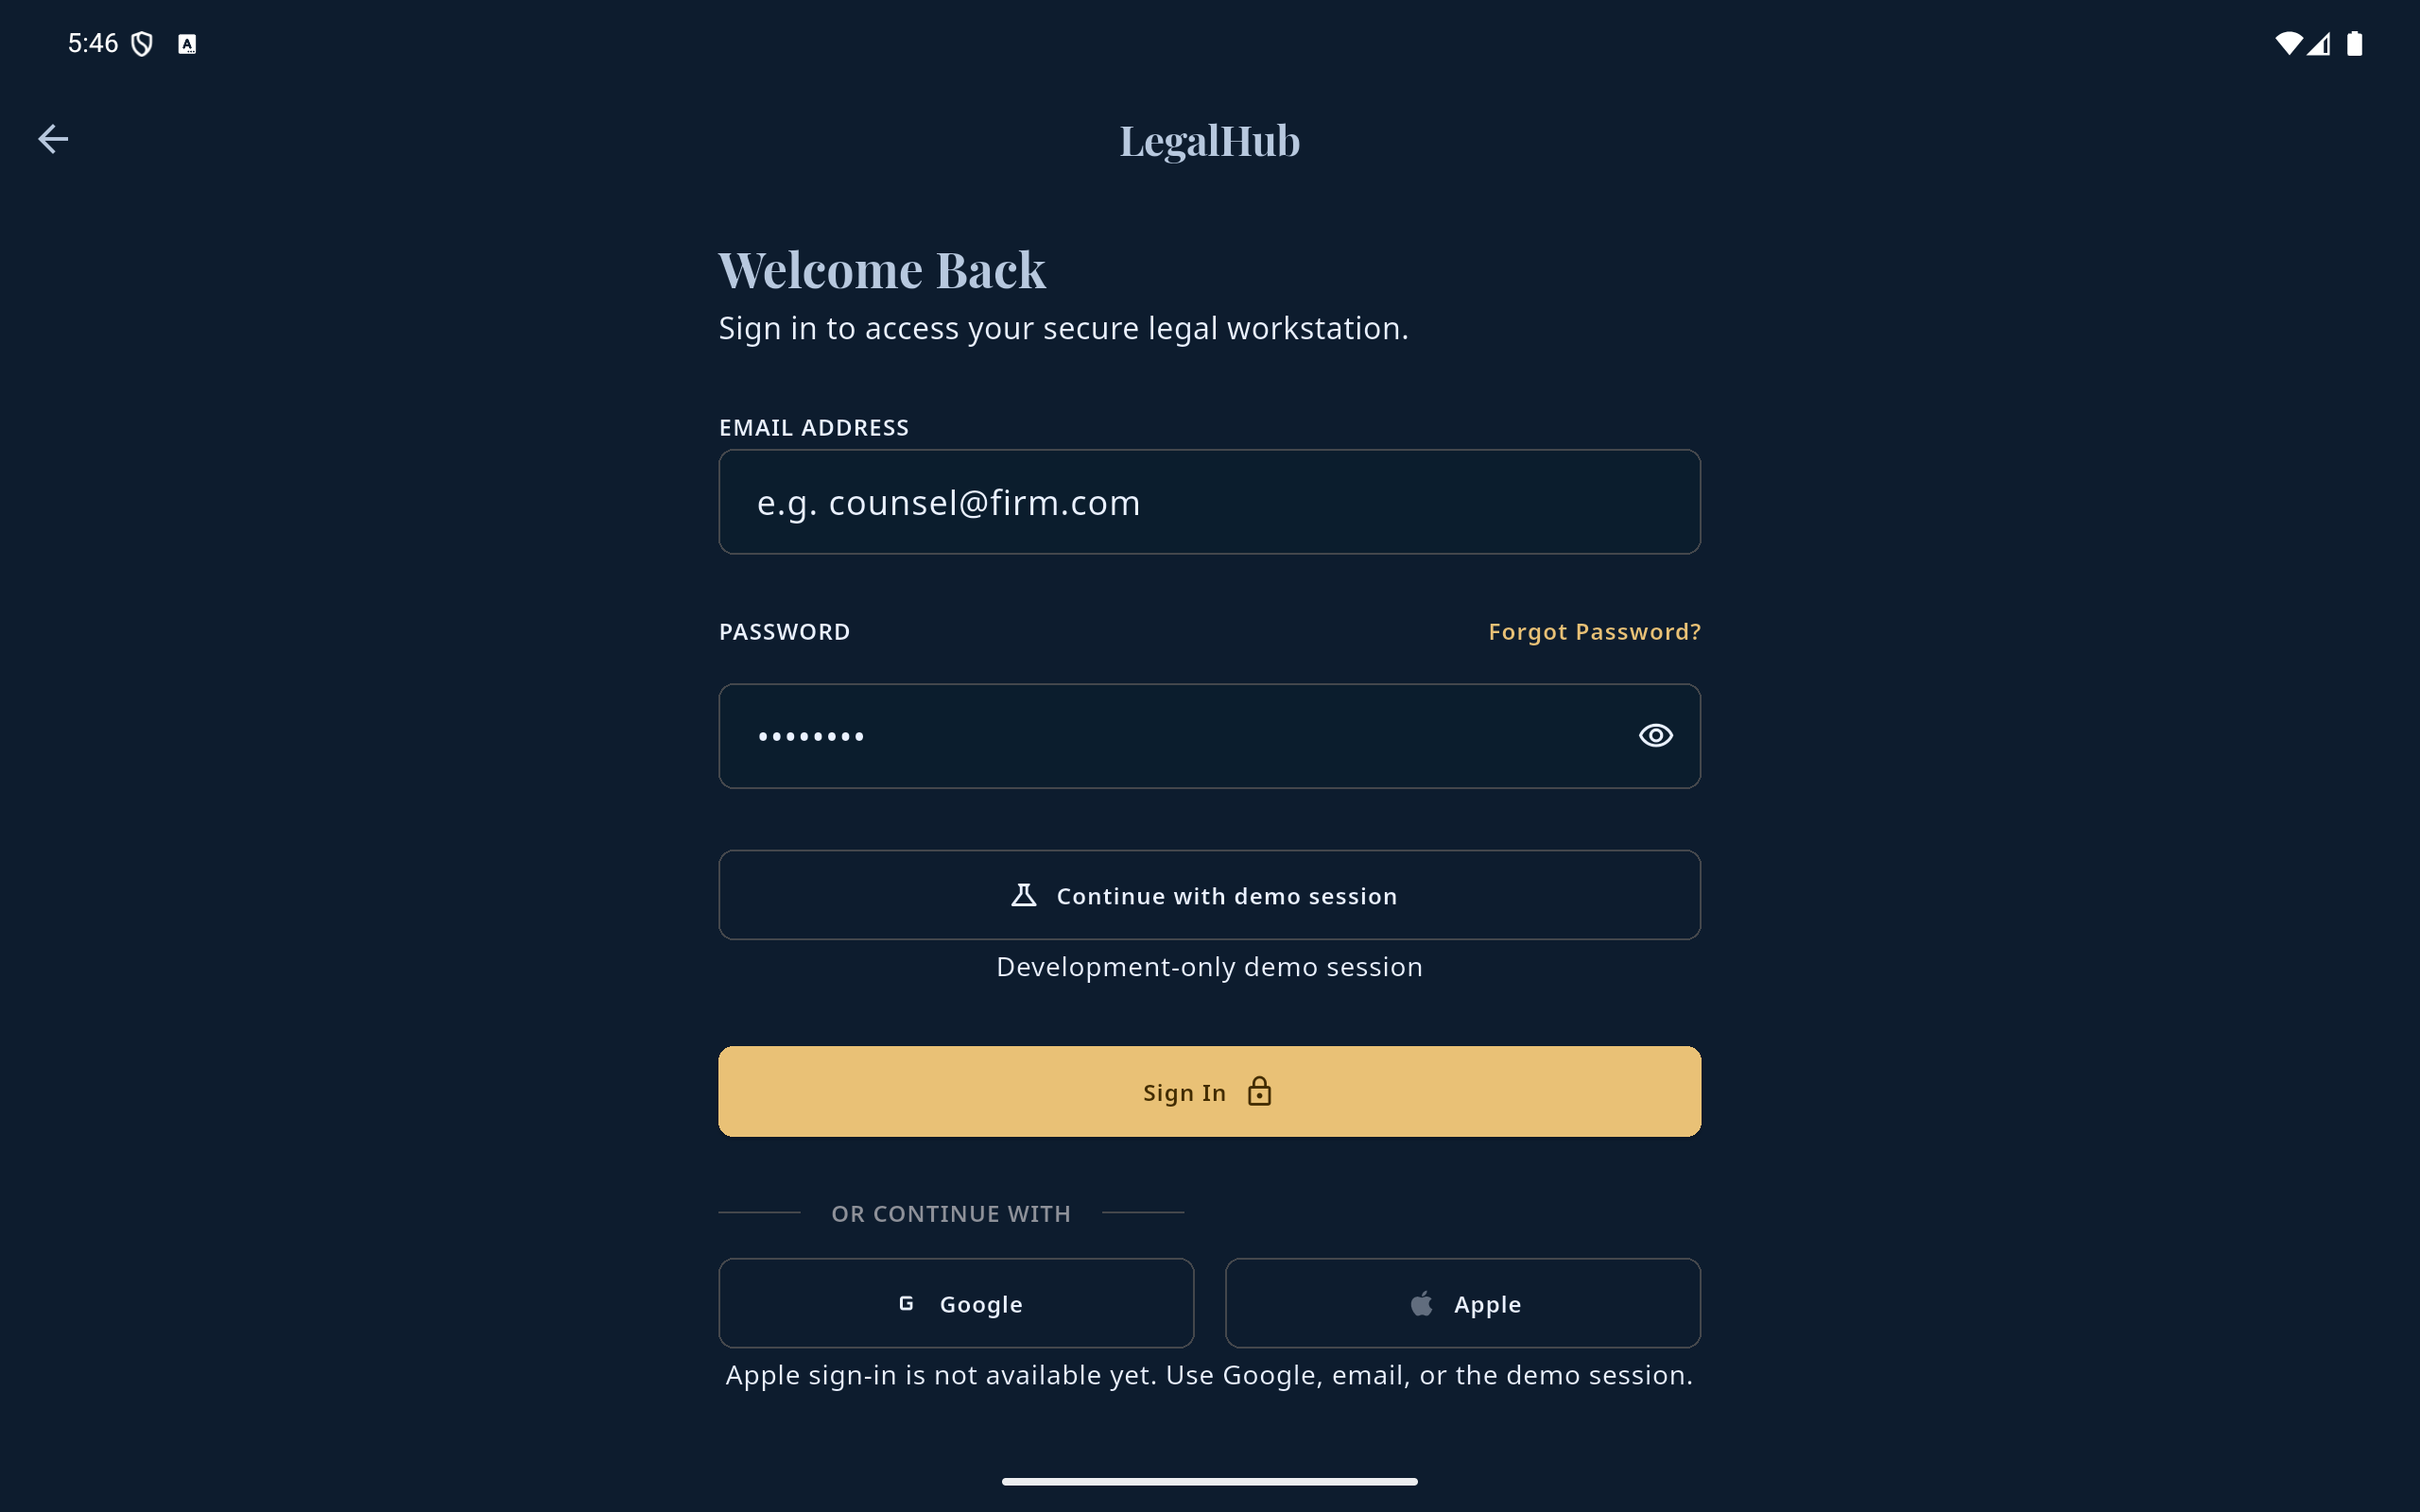 5:46
LegalHub
Welcome Back
Sign in to access your secure legal workstation.
EMAIL ADDRESS
e.g. counsel@firm.com
PASSWORD
Forgot Password?
••••••••
Continue with demo session
Development-only demo session
Sign In
OR CONTINUE WITH
G Google
Apple
Apple sign-in is not available yet. Use Google, email, or the demo session.